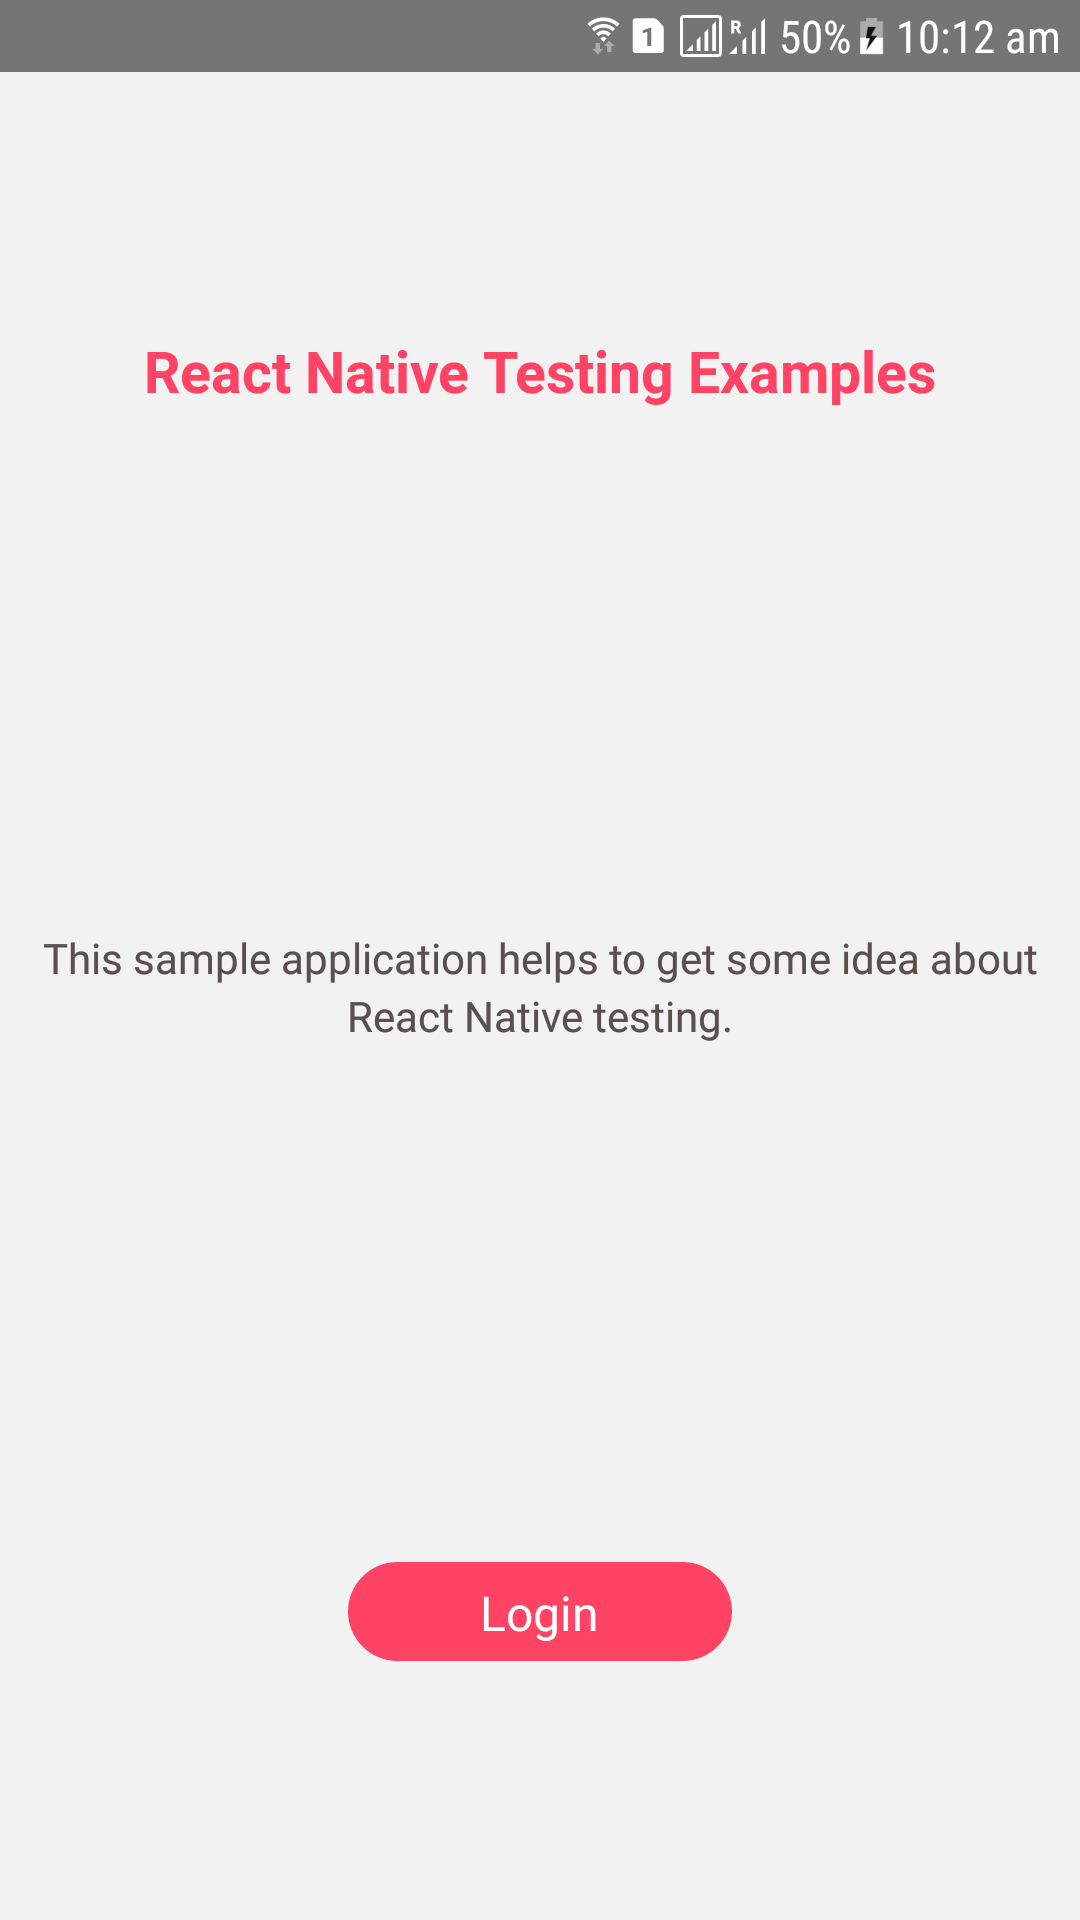 1 R 50% 10:12 am
React Native Testing Examples
This sample application helps to get some idea about
React Native testing.
Login